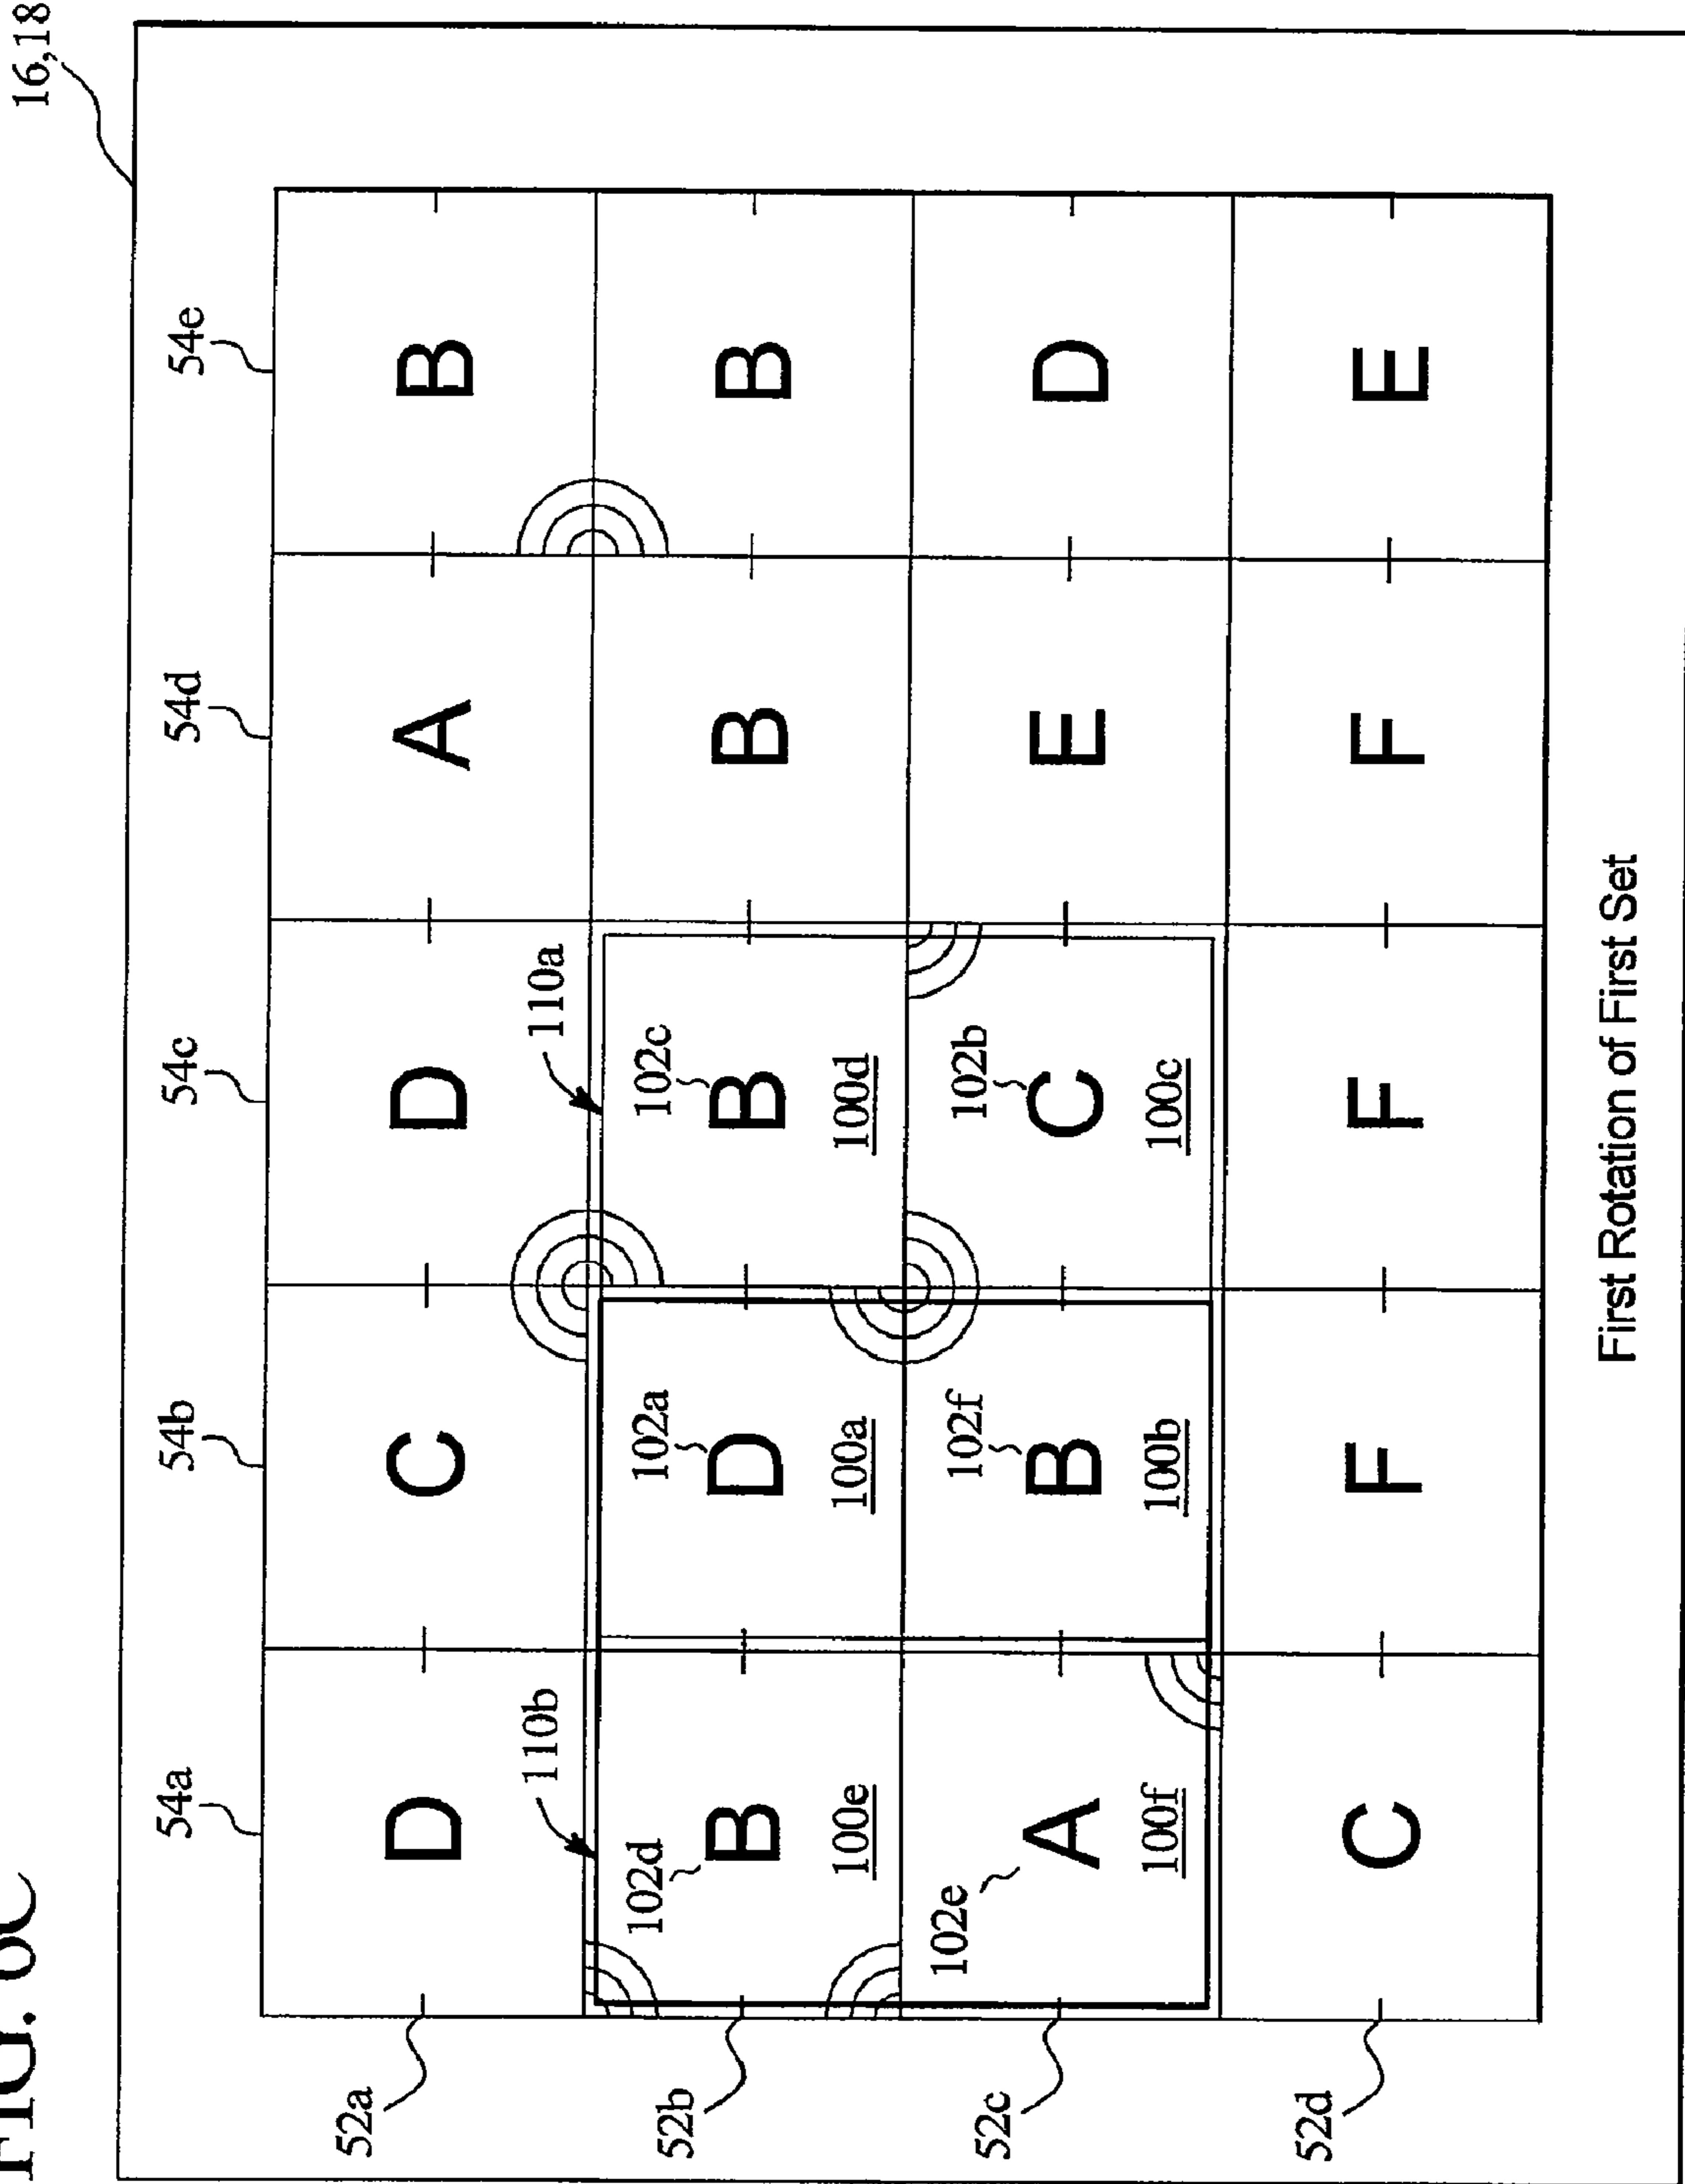 FIG. 6C
16,18
54a 54b 54c 54d 54e
52a D C D A B
110b 110a
52b 102d B 100e 102a D 100a 102c B 100d B B
52c 102e A 100f 102f B 100b 102b C 100c E D
52d C F F F E
First Rotation of First Set